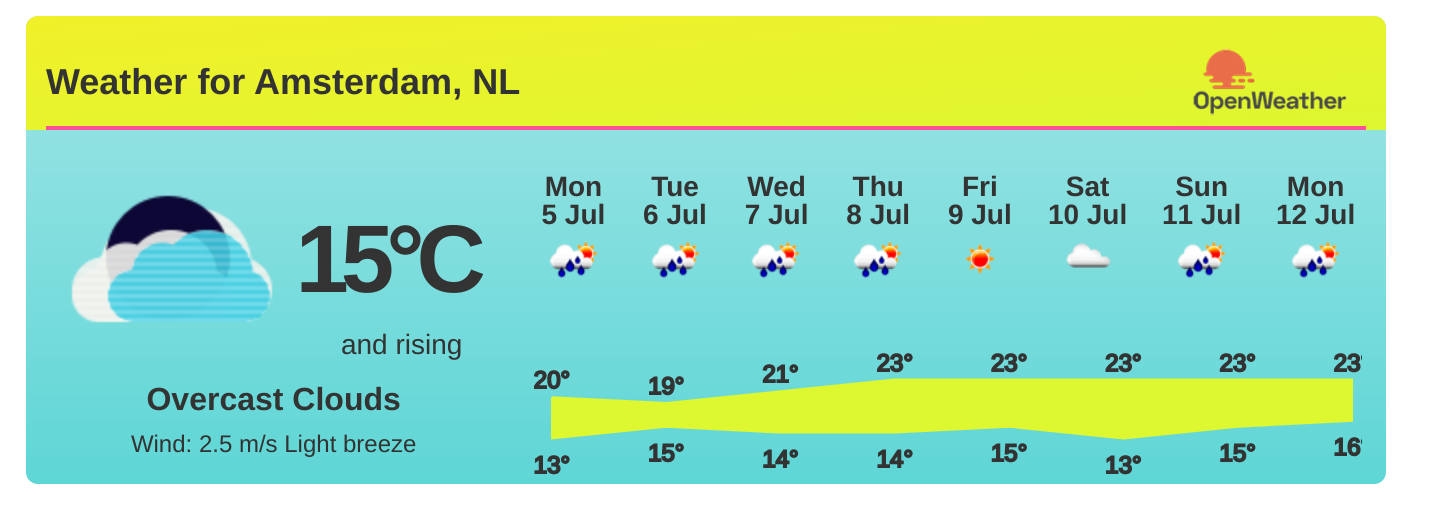 Weather for Amsterdam, NL
OpenWeather
Mon Tue Wed Thu Fri Sat Sun Mon
5 Jul 6 Jul 7 Jul 8 Jul 9 Jul 10 Jul 11 Jul 12 Jul
15°C
and rising
Overcast Clouds
Wind: 2.5 m/s Light breeze
20° 19° 21° 23° 23° 23° 23° 23°
13° 15° 14° 14° 15° 13° 15° 16°